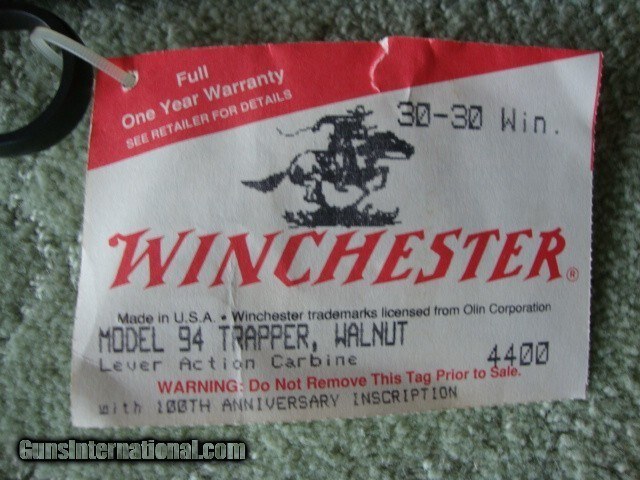 Full
One Year Warranty
SEE RETAILER FOR DETAILS
30-30 Win.
WINCHESTER®
Made in U.S.A. • Winchester trademarks licensed from Olin Corporation
MODEL 94 TRAPPER, WALNUT
Lever Action Carbine 4400
WARNING: Do Not Remove This Tag Prior to Sale.
With 100TH ANNIVERSARY INSCRIPTION
GunsInternational.com